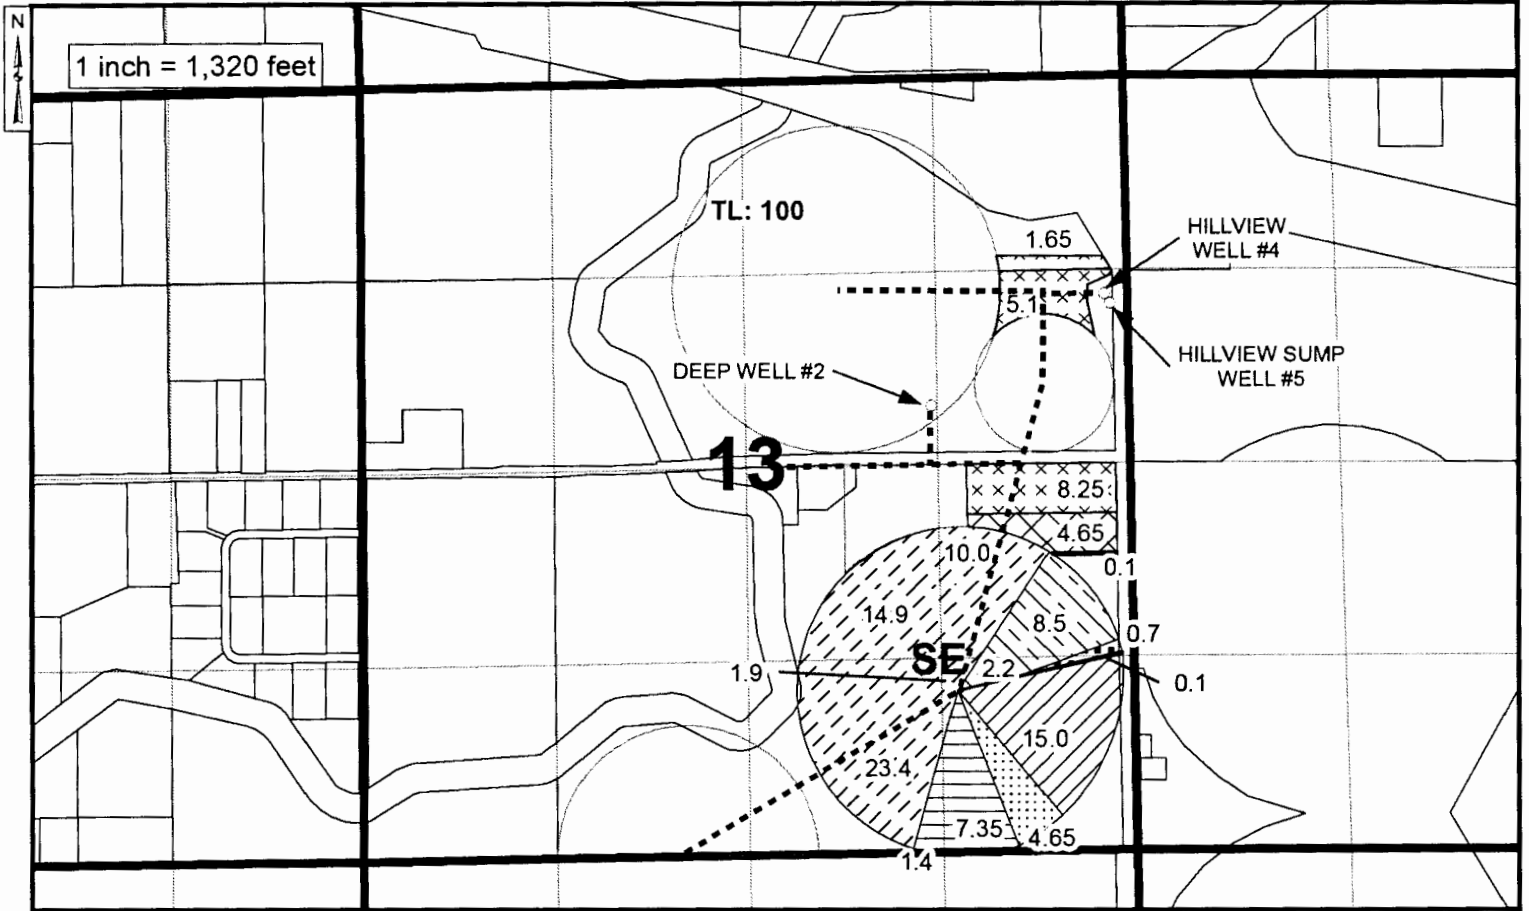 N
1 inch = 1,320 feet
TL: 100
1.65
HILLVIEW
WELL #4
5.1
HILLVIEW SUMP
WELL #5
DEEP WELL #2
13
8.25
4.65
10.0
0.1
14.9
8.5
0.7
SE
2.2
1.9
0.1
15.0
23.4
7.35
4.65
1.4